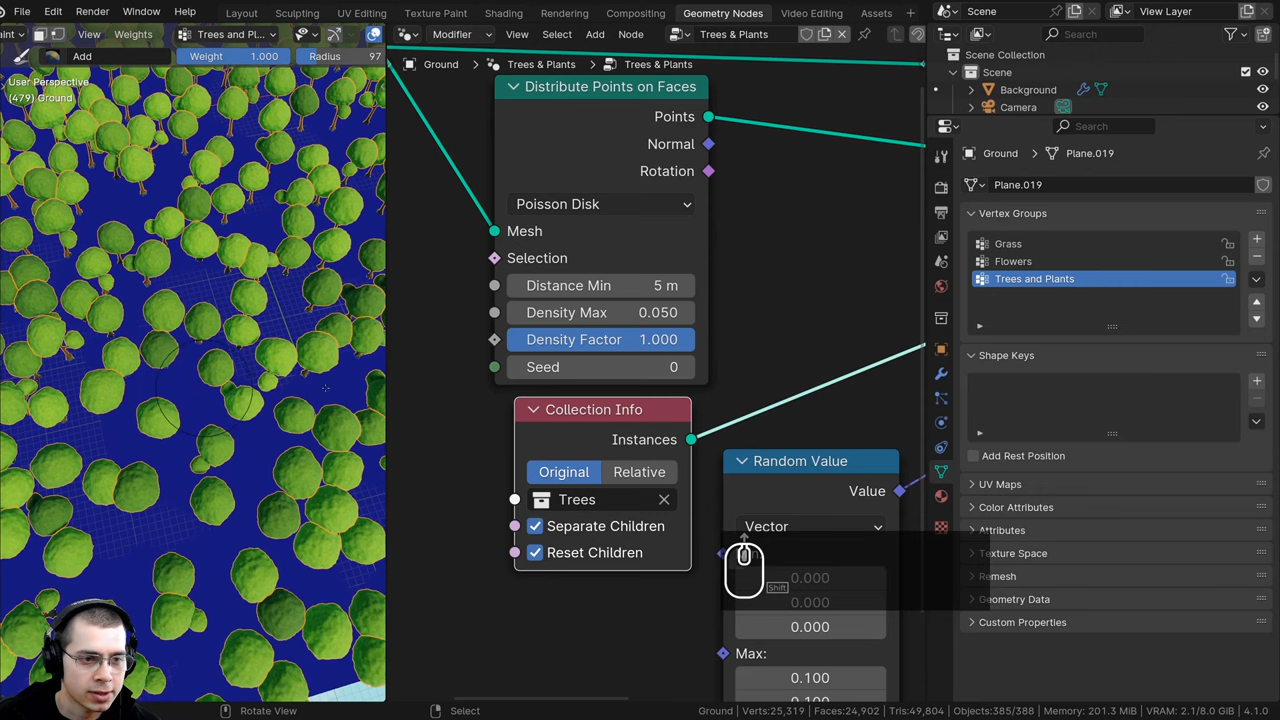 File Edit Render Window Help Layout Sculpting UV Editing Texture Paint Shading Rendering Compositing Geometry Nodes Video Editing Assets Scene View Layer
View Weights Trees and Pl... Modifier View Select Add Node Trees & Plants Search
Add Weight 1.000 Radius 97
Ground Trees & Plants Trees & Plants
Scene Collection
Scene
Background
Camera
Search
User Perspective
(479) Ground
Distribute Points on Faces
Points
Normal
Rotation
Poisson Disk
Mesh
Selection
Distance Min 5 m
Density Max 0.050
Density Factor 1.000
Seed 0
Collection Info
Instances
Original Relative
Trees
Separate Children
Reset Children
Random Value
Value
Vector
0.000
0.000
0.000
Max:
0.100
Shift
Ground Plane.019
Plane.019
Vertex Groups
Grass
Flowers
Trees and Plants
Shape Keys
Add Rest Position
UV Maps
Color Attributes
Attributes
Texture Space
Remesh
Geometry Data
Custom Properties
Rotate View Select Ground | Verts:25,319 | Faces:24,902 | Tris:49,804 | Objects:385/388 | Memory: 201.3 MiB | VRAM: 2.1/8.0 GiB | 4.1.0